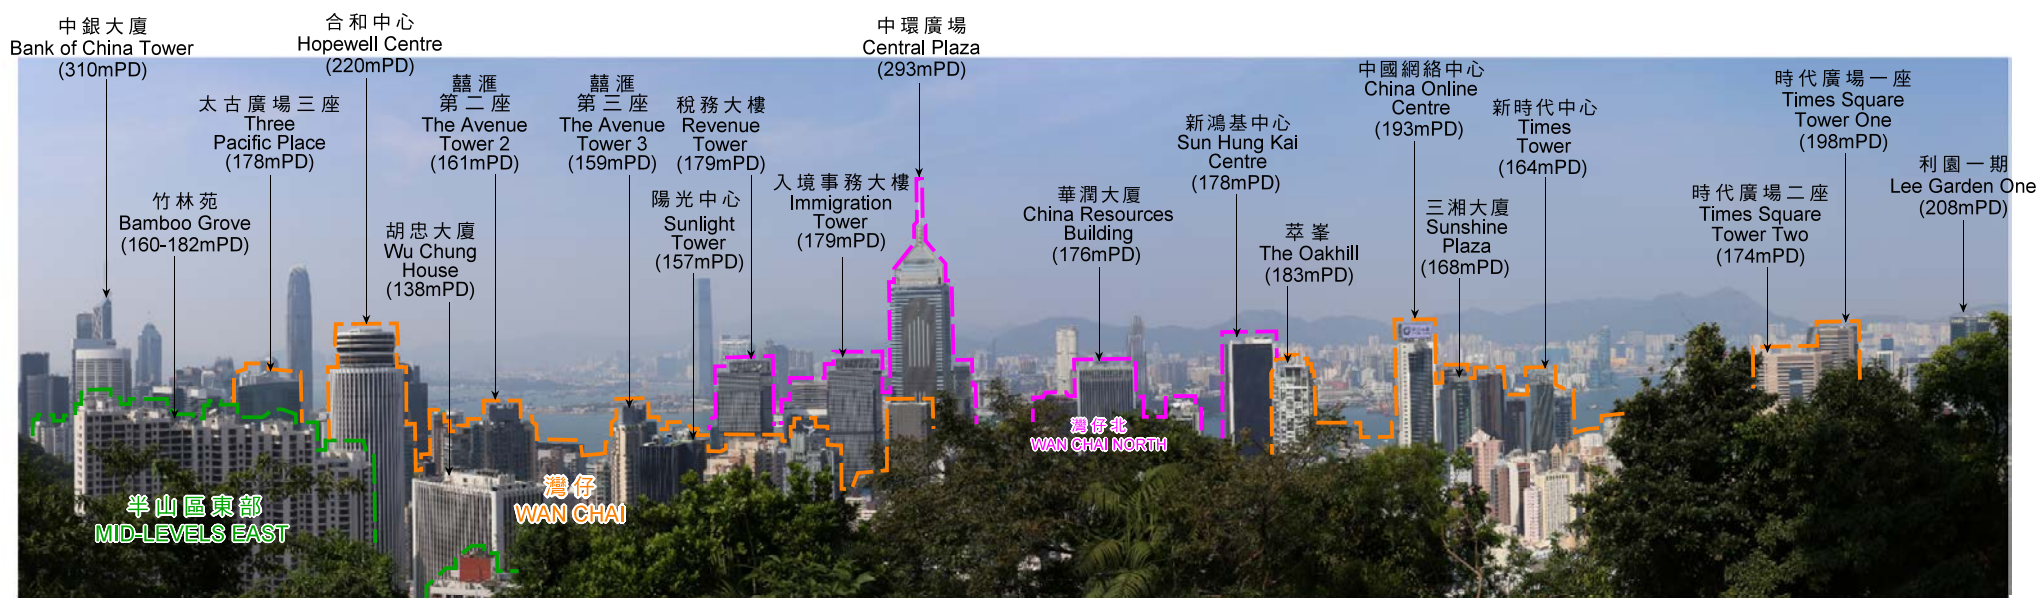 中銀大廈
Bank of China Tower
(310mPD)
竹林苑
Bamboo Grove
(160-182mPD)
太古廣場三座
Three
Pacific Place
(178mPD)
合和中心
Hopewell Centre
(220mPD)
胡忠大廈
Wu Chung
House
(138mPD)
囍滙
第二座
The Avenue
Tower 2
(161mPD)
囍滙
第三座
The Avenue
Tower 3
(159mPD)
稅務大樓
Revenue
Tower
(179mPD)
陽光中心
Sunlight
Tower
(157mPD)
入境事務大樓
Immigration
Tower
(179mPD)
中環廣場
Central Plaza
(293mPD)
華潤大厦
China Resources
Building
(176mPD)
新鴻基中心
Sun Hung Kai
Centre
(178mPD)
萃峯
The Oakhill
(183mPD)
中國網絡中心
China Online
Centre
(193mPD)
三湘大廈
Sunshine
Plaza
(168mPD)
新時代中心
Times
Tower
(164mPD)
時代廣場二座
Times Square
Tower Two
(174mPD)
時代廣場一座
Times Square
Tower One
(198mPD)
利園一期
Lee Garden One
(208mPD)
半山區東部
MID-LEVELS EAST
灣仔
WAN CHAI
灣仔北
WAN CHAI NORTH